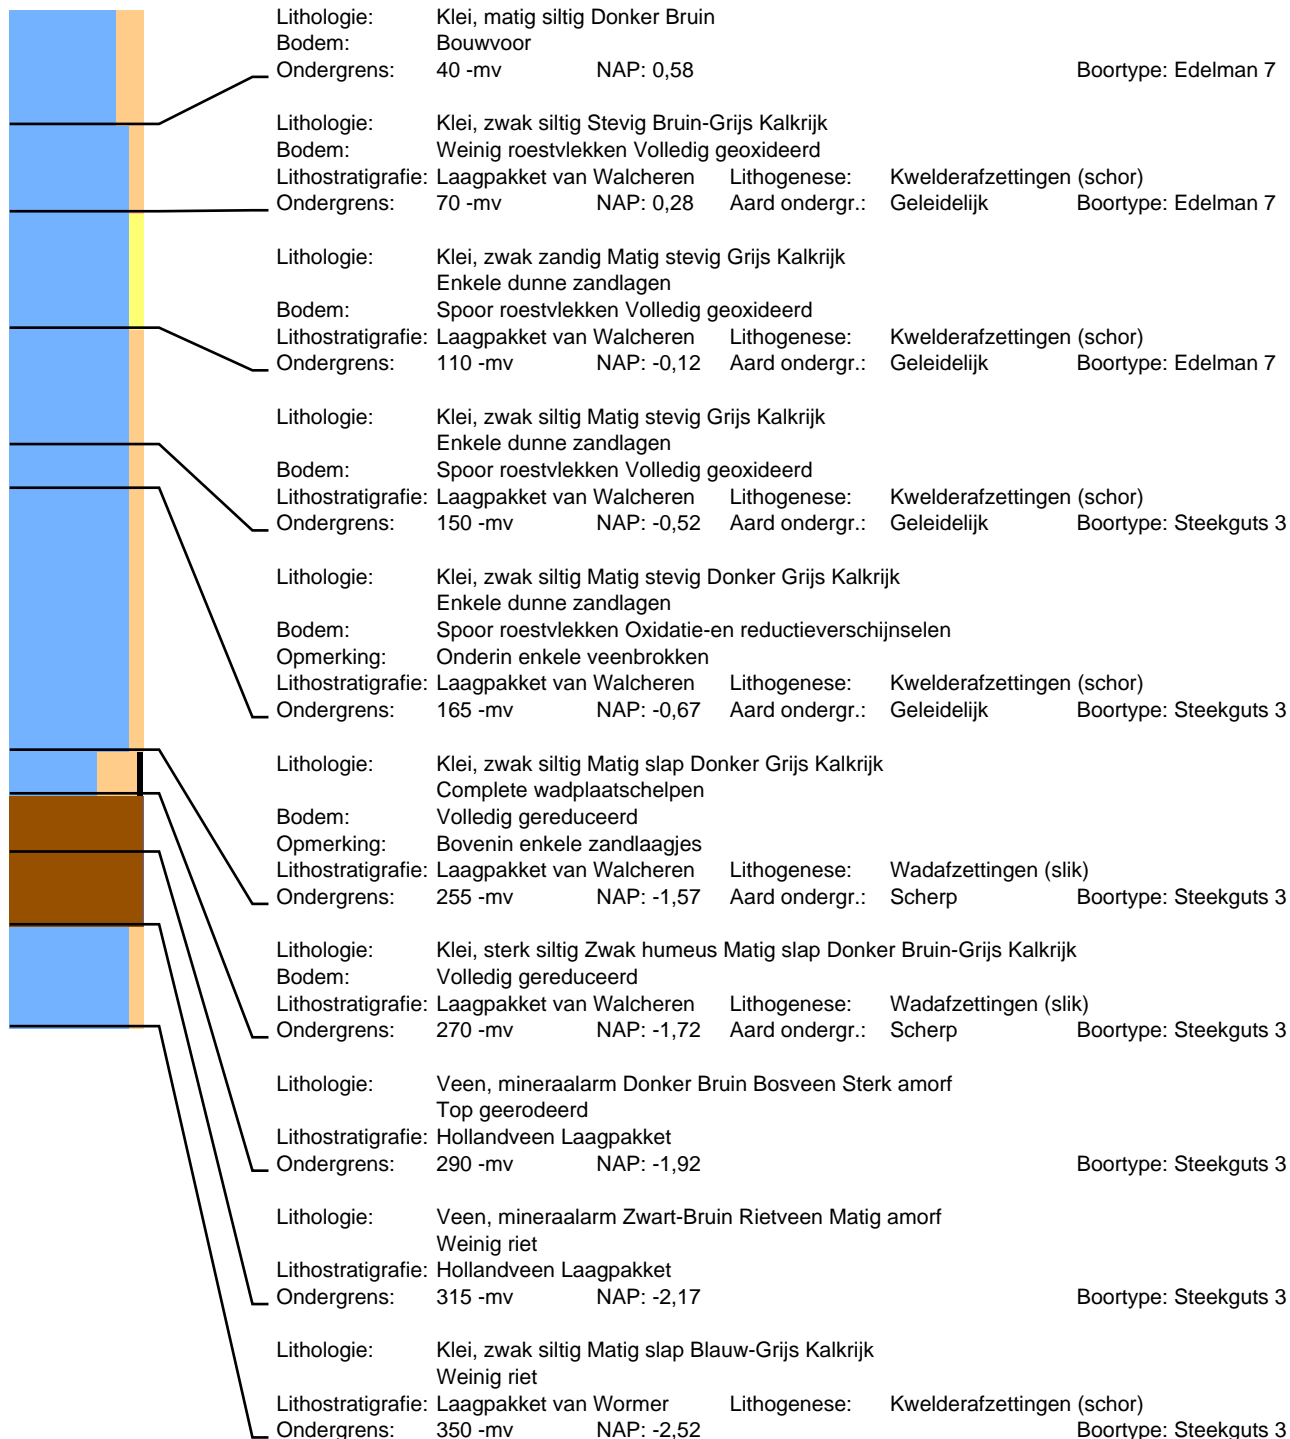 Lithologie: Klei, matig siltig Donker Bruin
Bodem: Bouwvoor
Ondergrens: 40 -mv NAP: 0,58 Boortype: Edelman 7
Lithologie: Klei, zwak siltig Stevig Bruin-Grijs Kalkrijk
Bodem: Weinig roestvlekken Volledig geoxideerd
Lithostratigrafie: Laagpakket van Walcheren Lithogenese: Kwelderafzettingen (schor)
Ondergrens: 70 -mv NAP: 0,28 Aard ondergr.: Geleidelijk Boortype: Edelman 7
Lithologie: Klei, zwak zandig Matig stevig Grijs Kalkrijk
Enkele dunne zandlagen
Bodem: Spoor roestvlekken Volledig geoxideerd
Lithostratigrafie: Laagpakket van Walcheren Lithogenese: Kwelderafzettingen (schor)
Ondergrens: 110 -mv NAP: -0,12 Aard ondergr.: Geleidelijk Boortype: Edelman 7
Lithologie: Klei, zwak siltig Matig stevig Grijs Kalkrijk
Enkele dunne zandlagen
Bodem: Spoor roestvlekken Volledig geoxideerd
Lithostratigrafie: Laagpakket van Walcheren Lithogenese: Kwelderafzettingen (schor)
Ondergrens: 150 -mv NAP: -0,52 Aard ondergr.: Geleidelijk Boortype: Steekguts 3
Lithologie: Klei, zwak siltig Matig stevig Donker Grijs Kalkrijk
Enkele dunne zandlagen
Bodem: Spoor roestvlekken Oxidatie-en reductieverschijnselen
Opmerking: Onderin enkele veenbrokken
Lithostratigrafie: Laagpakket van Walcheren Lithogenese: Kwelderafzettingen (schor)
Ondergrens: 165 -mv NAP: -0,67 Aard ondergr.: Geleidelijk Boortype: Steekguts 3
Lithologie: Klei, zwak siltig Matig slap Donker Grijs Kalkrijk
Complete wadplaatschelpen
Bodem: Volledig gereduceerd
Opmerking: Bovenin enkele zandlaagjes
Lithostratigrafie: Laagpakket van Walcheren Lithogenese: Wadafzettingen (slik)
Ondergrens: 255 -mv NAP: -1,57 Aard ondergr.: Scherp Boortype: Steekguts 3
Lithologie: Klei, sterk siltig Zwak humeus Matig slap Donker Bruin-Grijs Kalkrijk
Bodem: Volledig gereduceerd
Lithostratigrafie: Laagpakket van Walcheren Lithogenese: Wadafzettingen (slik)
Ondergrens: 270 -mv NAP: -1,72 Aard ondergr.: Scherp Boortype: Steekguts 3
Lithologie: Veen, mineraalarm Donker Bruin Bosveen Sterk amorf
Top geerodeerd
Lithostratigrafie: Hollandveen Laagpakket
Ondergrens: 290 -mv NAP: -1,92 Boortype: Steekguts 3
Lithologie: Veen, mineraalarm Zwart-Bruin Rietveen Matig amorf
Weinig riet
Lithostratigrafie: Hollandveen Laagpakket
Ondergrens: 315 -mv NAP: -2,17 Boortype: Steekguts 3
Lithologie: Klei, zwak siltig Matig slap Blauw-Grijs Kalkrijk
Weinig riet
Lithostratigrafie: Laagpakket van Wormer Lithogenese: Kwelderafzettingen (schor)
Ondergrens: 350 -mv NAP: -2,52 Boortype: Steekguts 3